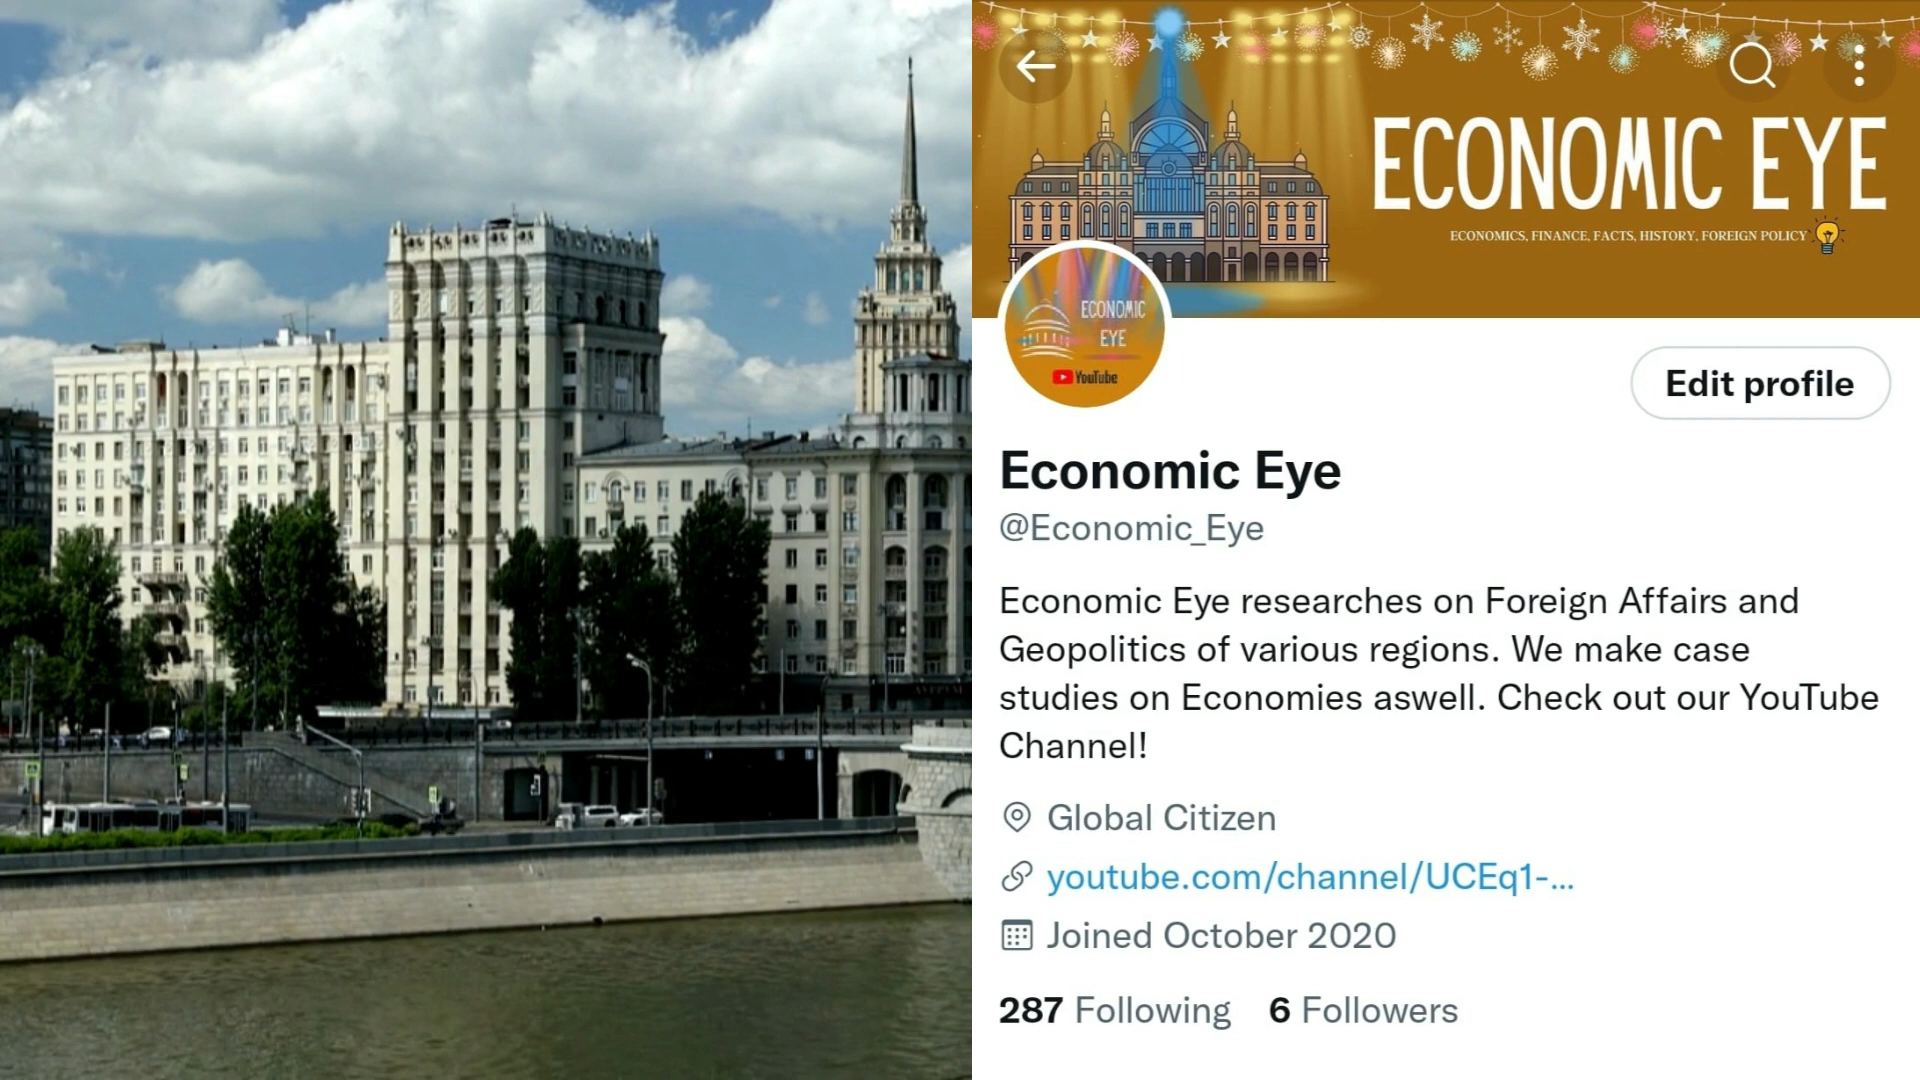 ECONOMIC EYE
ECONOMICS, FINANCE, FACTS, HISTORY, FOREIGN POLICY
ECONOMIC
EYE
YouTube
Edit profile
Economic Eye
@Economic_Eye
Economic Eye researches on Foreign Affairs and
Geopolitics of various regions. We make case
studies on Economies aswell. Check out our YouTube
Channel!
Global Citizen
youtube.com/channel/UCEq1-...
Joined October 2020
287 Following 6 Followers